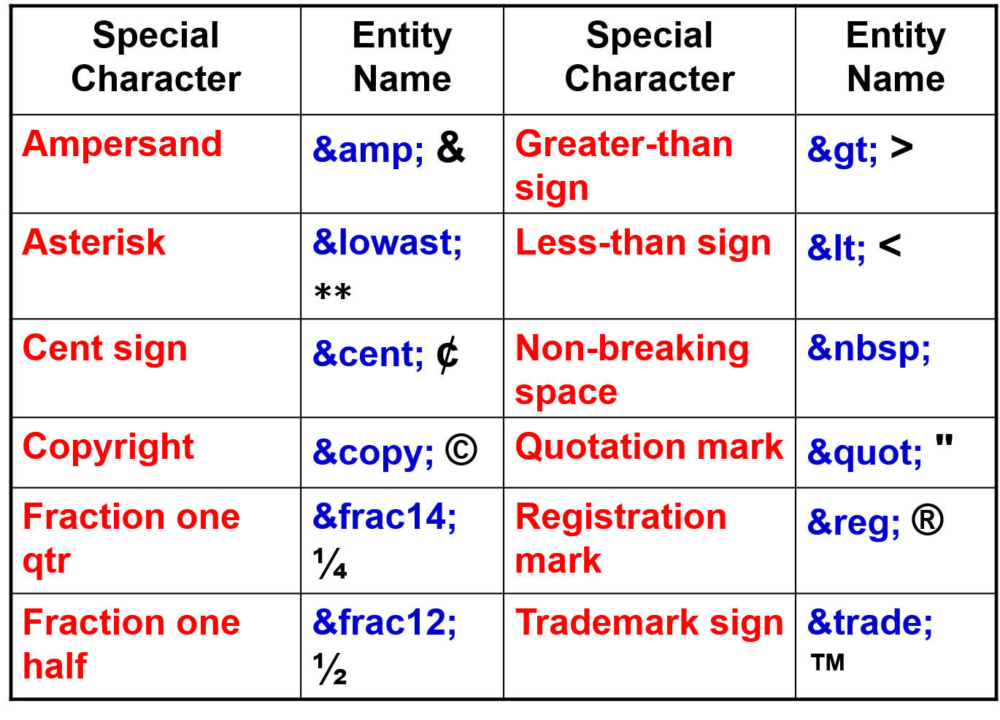 Special Character
Entity Name
Special Character
Entity Name
Ampersand
&amp; &
Greater-than
sign
&gt; >
Asterisk
&lowast;
**
Less-than sign
&lt; <
Cent sign
&cent; ¢
Non-breaking
space
&nbsp;
Copyright
&copy; ©
Quotation mark
&quot; "
Fraction one
qtr
&frac14;
¼
Registration
mark
&reg; ®
Fraction one
half
&frac12;
½
Trademark sign
&trade;
™